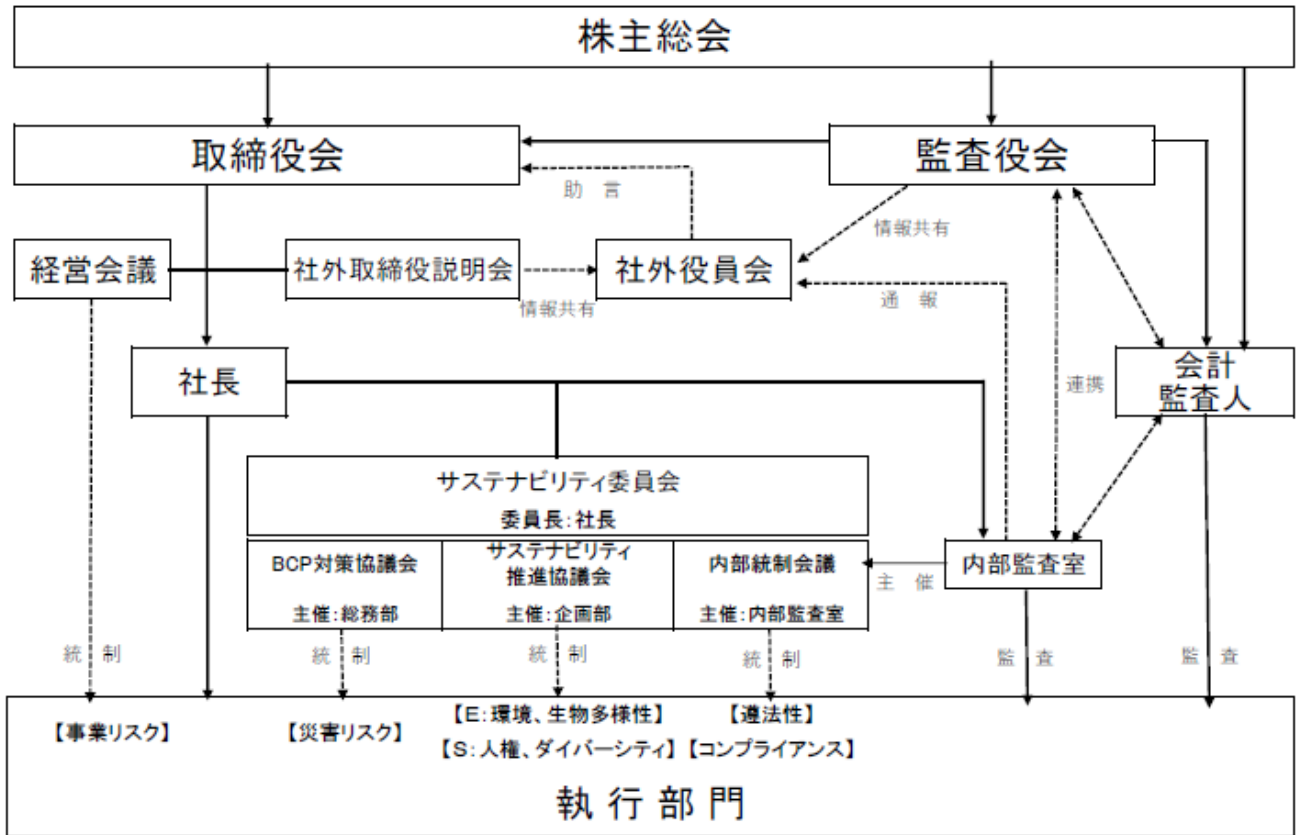 株主総会
取締役会
監査役会
助 言
情報共有
経営会議
社外取締役説明会
社外役員会
情報共有
通 報
社長
連携
会計
監査人
サステナビリティ委員会
委員長:社長
BCP対策協議会
主催:総務部
サステナビリティ
推進協議会
主催:企画部
内部統制会議
主催:内部監査室
主 催
内部監査室
統 制
統 制
統 制
統 制
監 査
監 査
【事業リスク】
【災害リスク】
【E:環境、生物多様性】
【S:人権、ダイバーシティ】
【遵法性】
【コンプライアンス】
執行部門